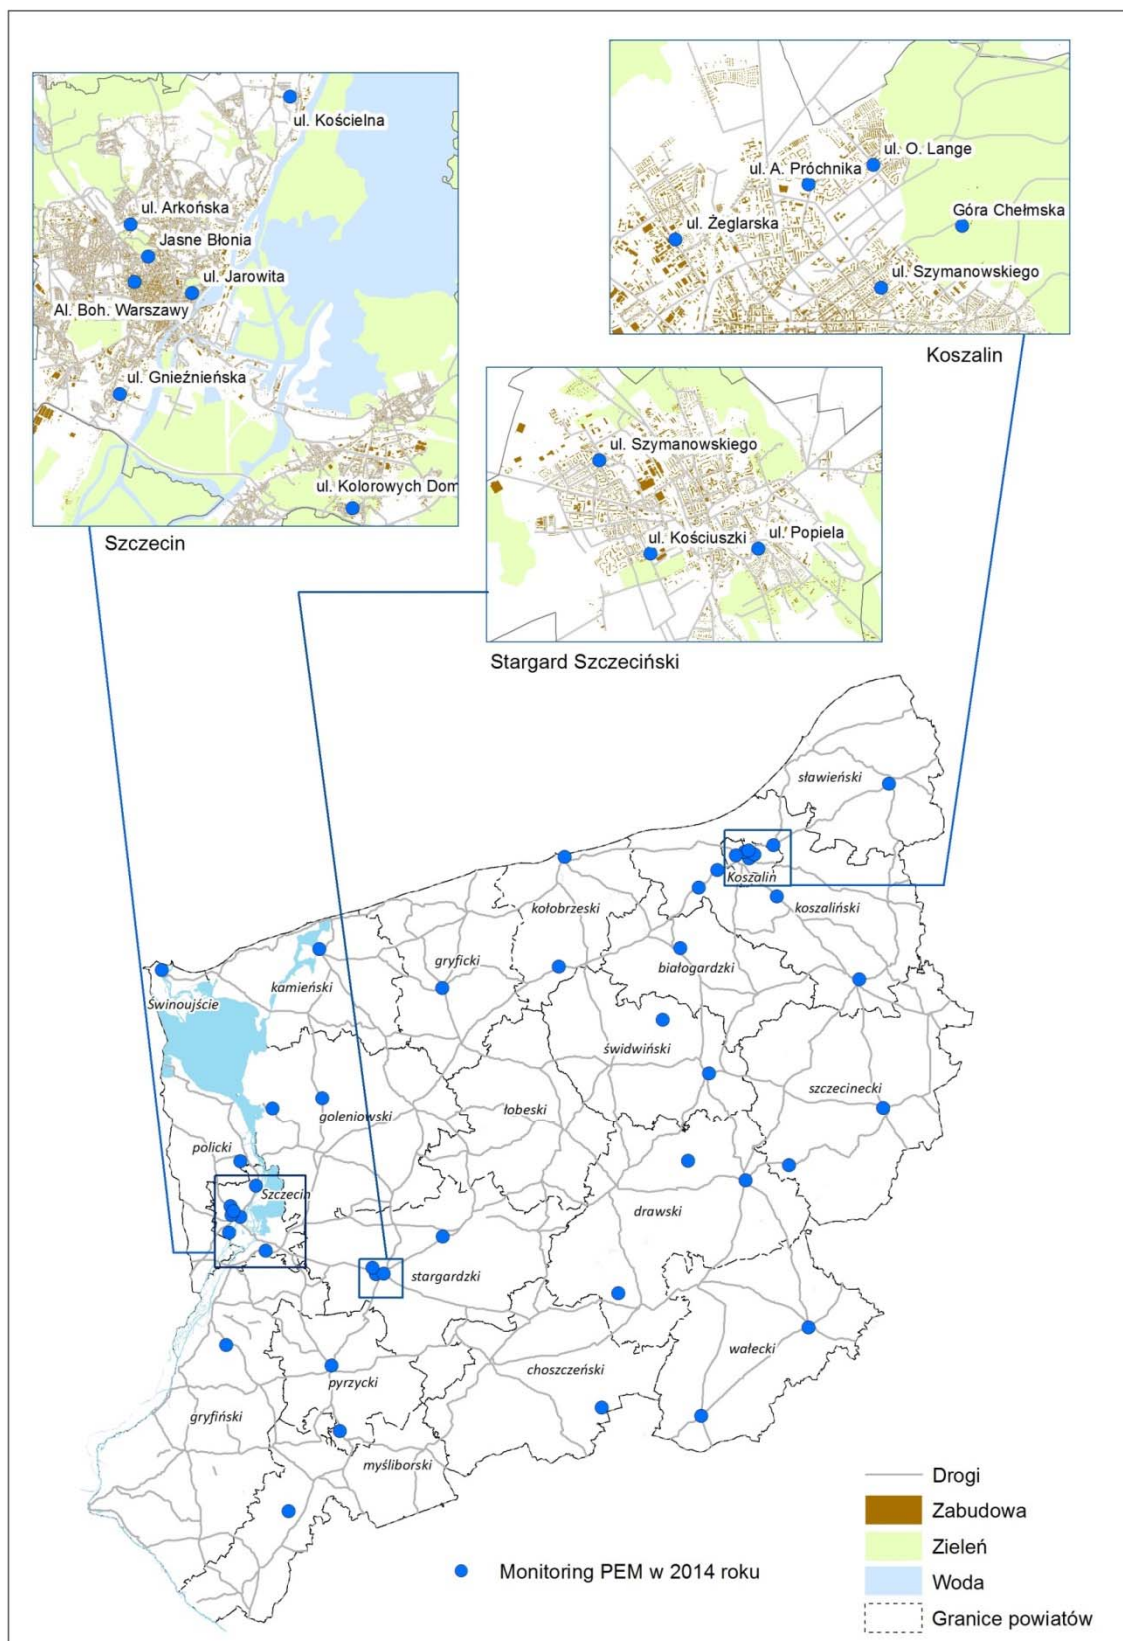 ul. Kościelna
ul. Arkońska
Jasne Błonia
ul. Jarowita
Al. Boh. Warszawy
ul. Gnieźnieńska
ul. Kolorowych Dom
Szczecin
ul. O. Lange
ul. A. Próchnika
Góra Chełmska
ul. Żeglarska
ul. Szymanowskiego
Koszalin
ul. Szymanowskiego
ul. Kościuszki
ul. Popiela
Stargard Szczeciński
sławieński
Koszalin
kołobrzeski
koszaliński
gryficki
białogardzki
kamieński
Świnoujście
świdwiński
szczecinecki
goleniowski
łobeski
policki
Szczecin
drawski
stargardzki
wałecki
choszczeński
pyrzycki
gryfiński
myśliborski
Drogi
Zabudowa
Zieleń
Woda
Granice powiatów
Monitoring PEM w 2014 roku